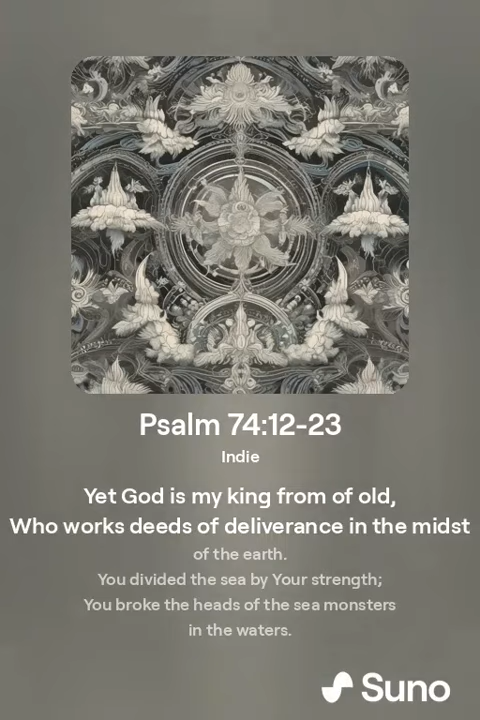 Psalm 74:12-23
Indie
Yet God is my king from of old,
Who works deeds of deliverance in the midst
of the earth.
You divided the sea by Your strength;
You broke the heads of the sea monsters
in the waters.
Suno